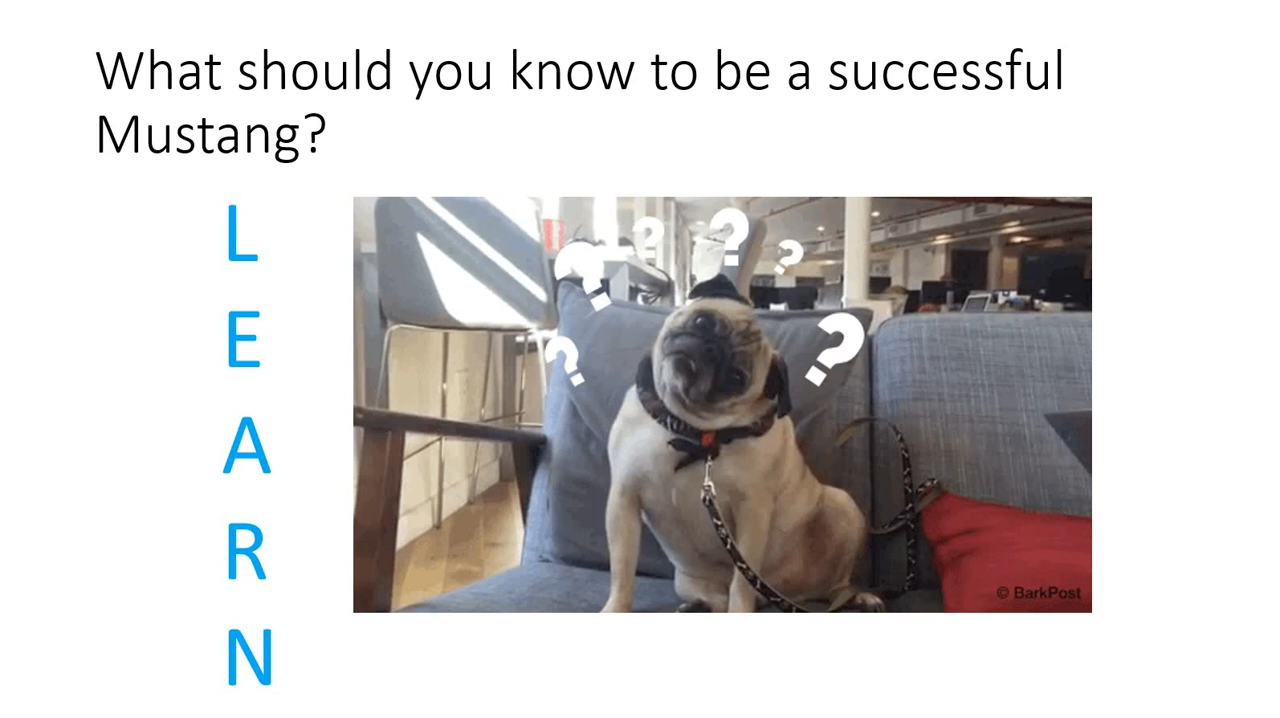 What should you know to be a successful
Mustang?
L
E
A
R
N
? ? ? ? ? ? ?
© BarkPost